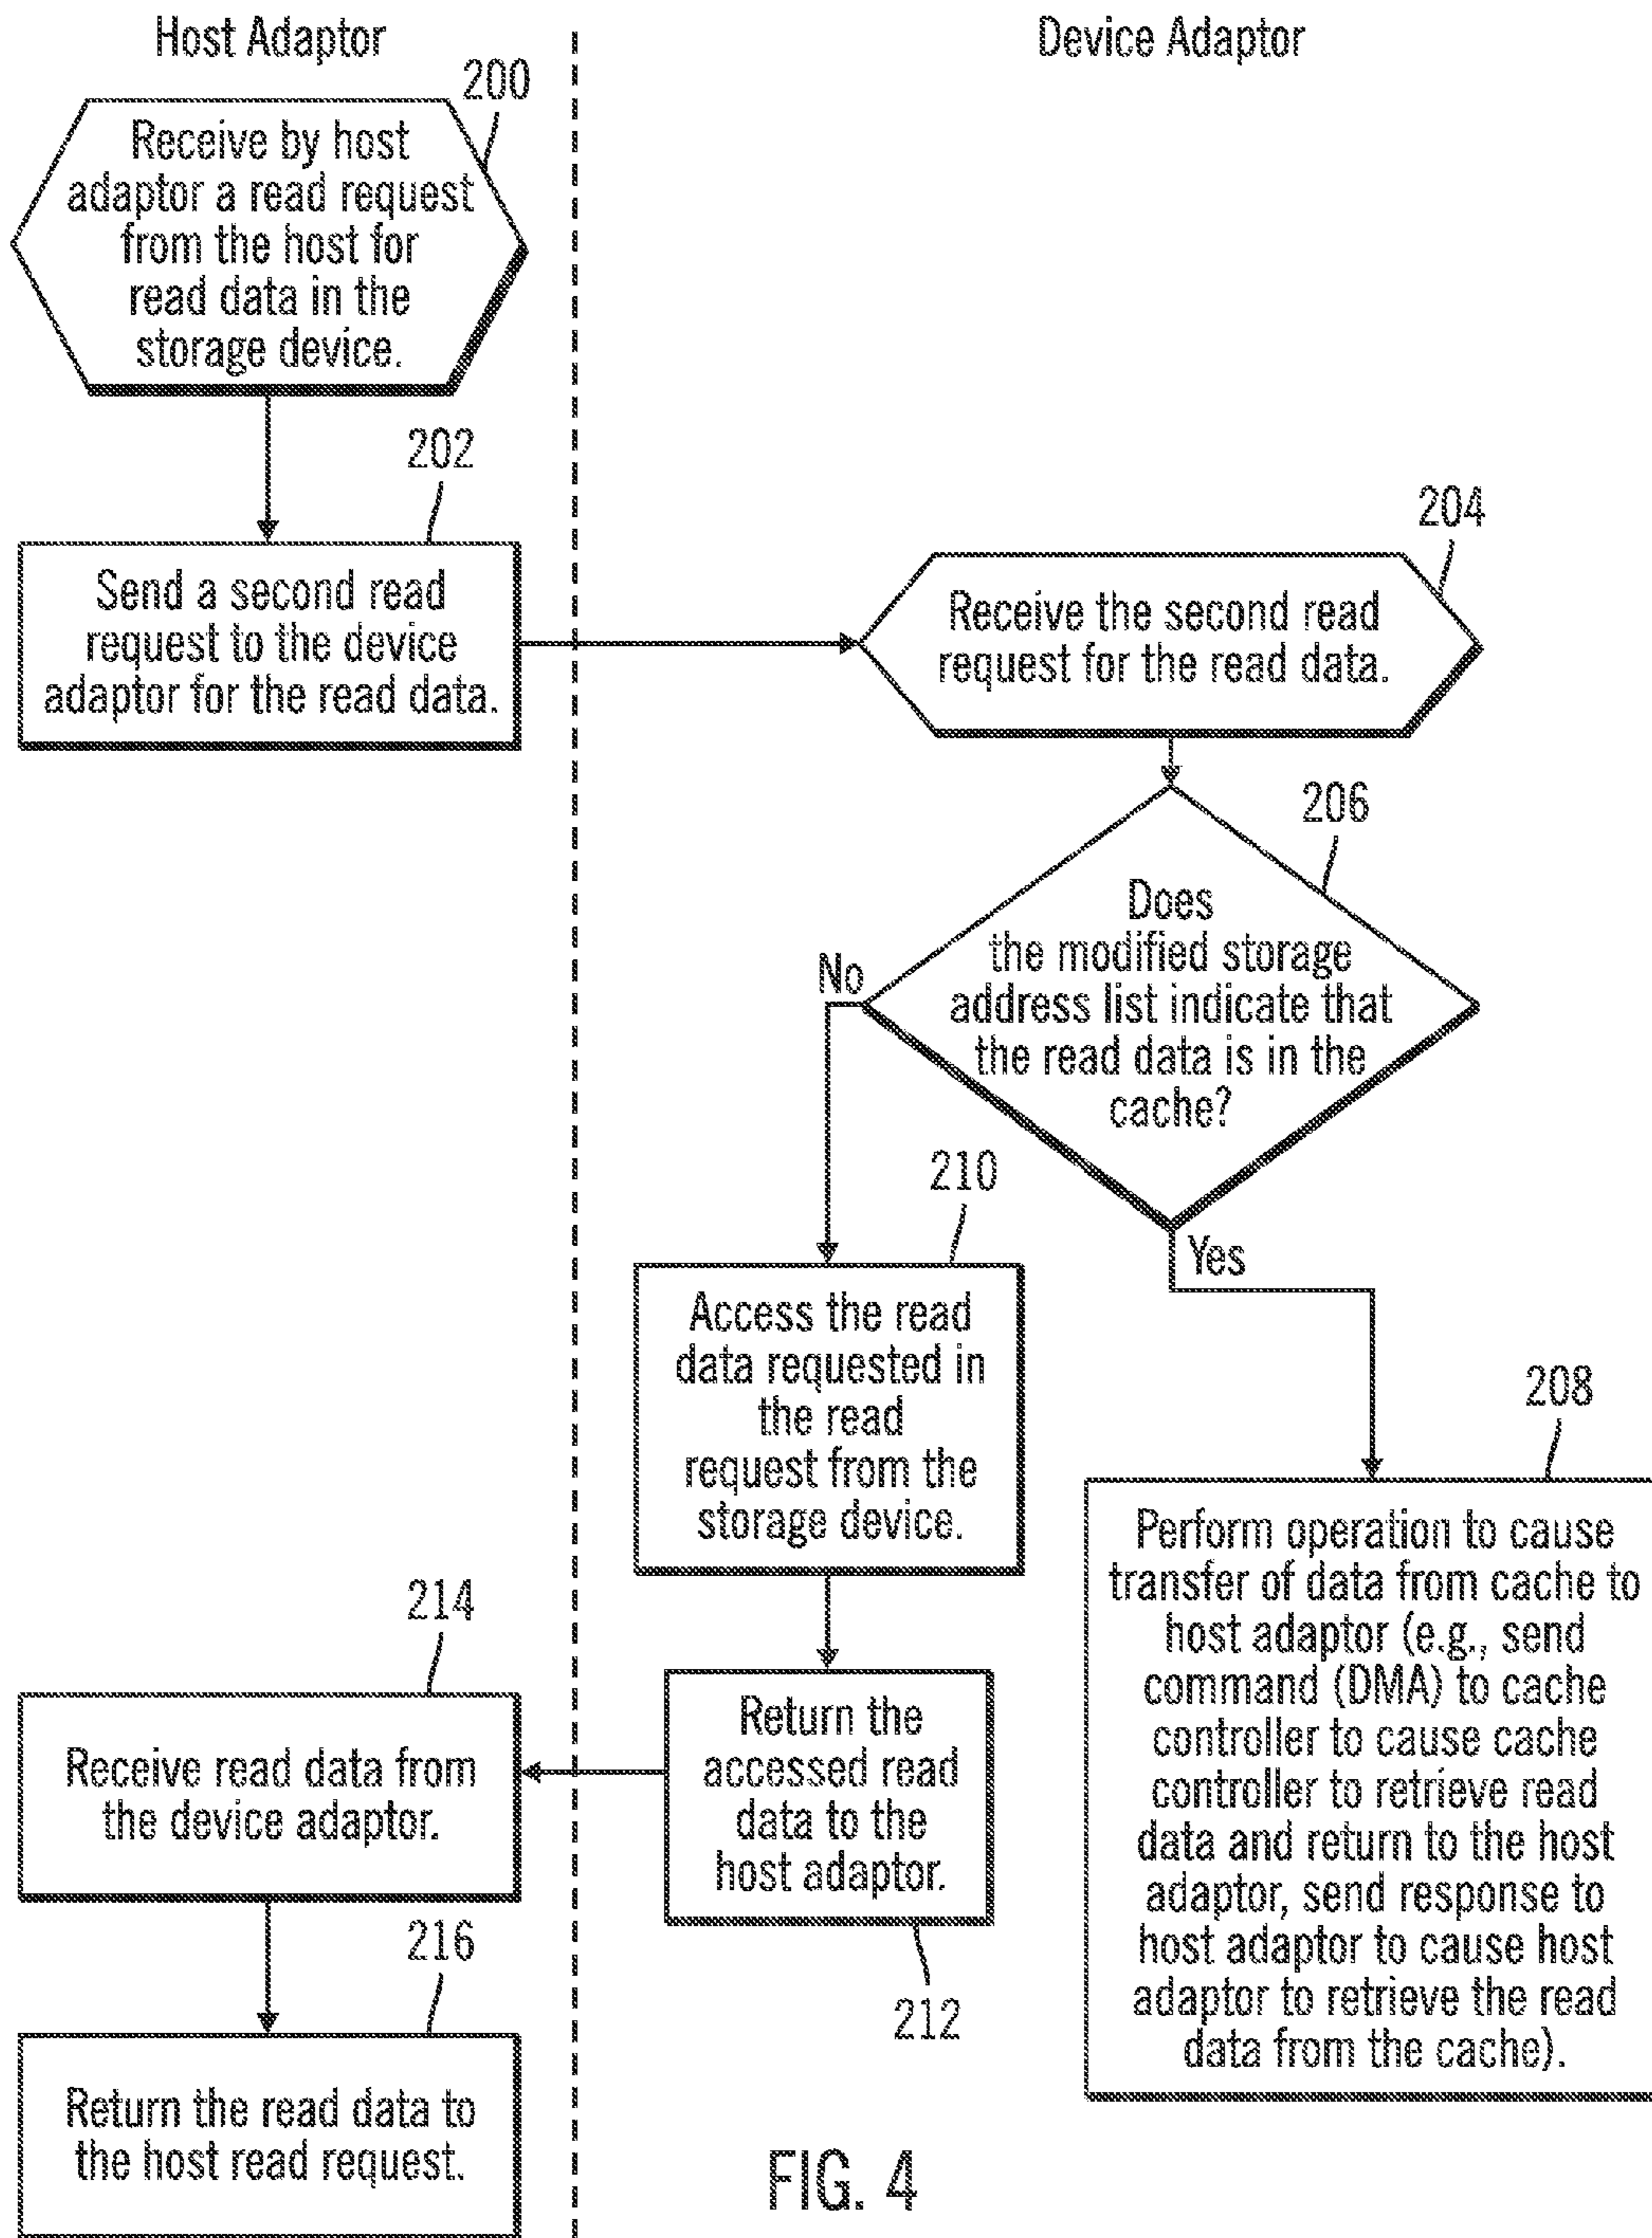 Host Adaptor
Device Adaptor
200
Receive by host
adaptor a read request
from the host for
read data in the
storage device.
202
Send a second read
request to the device
adaptor for the read data.
204
Receive the second read
request for the read data.
206
Does
the modified storage
address list indicate that
the read data is in the
cache?
No
Yes
210
Access the read
data requested in
the read
request from the
storage device.
208
Perform operation to cause
transfer of data from cache to
host adaptor (e.g., send
command (DMA) to cache
controller to cause cache
controller to retrieve read
data and return to the host
adaptor, send response to
host adaptor to cause host
adaptor to retrieve the read
data from the cache).
212
Return the
accessed read
data to the
host adaptor.
214
Receive read data from
the device adaptor.
216
Return the read data to
the host read request.
FIG. 4